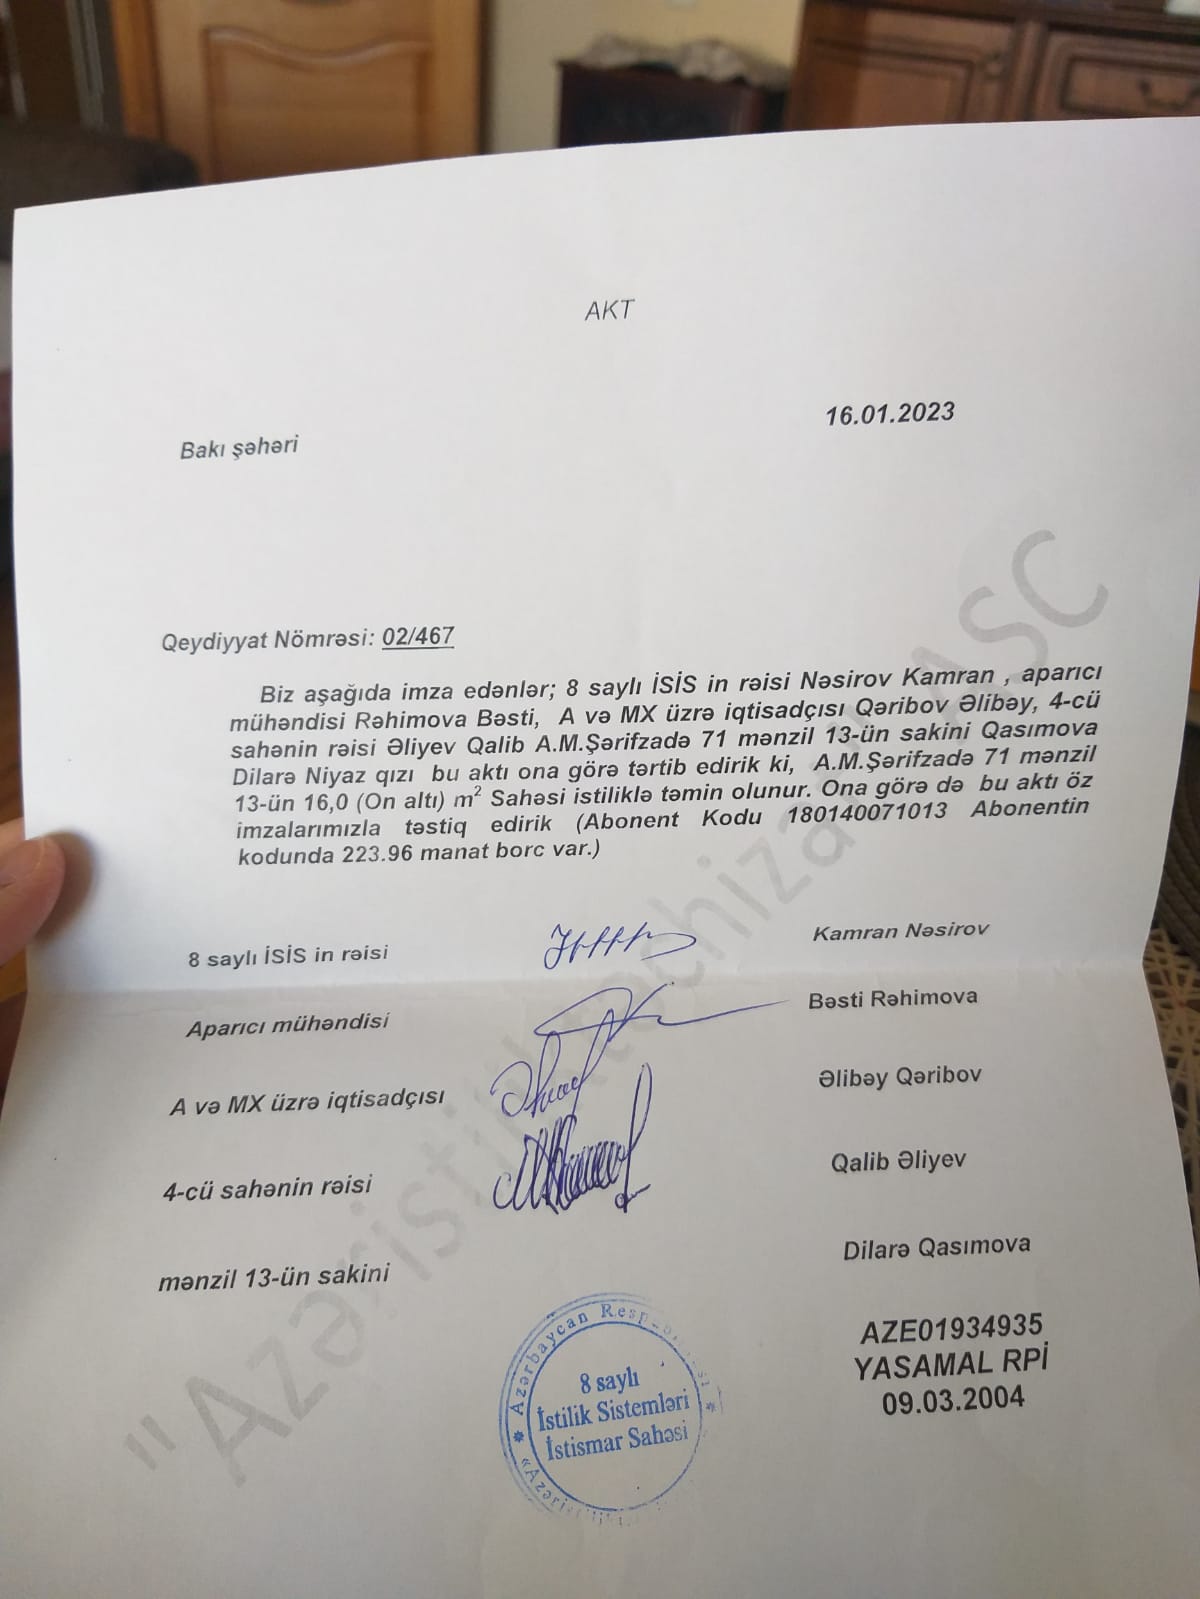 AKT
16.01.2023
Bakı şəhəri
Qeydiyyat Nömrəsi: 02/467
Biz aşağıda imza edənlər; 8 saylı İSİS in rəisi Nəsirov Kamran , aparıcı
mühəndisi Rəhimova Bəsti, A və MX üzrə iqtisadçısı Qəribov Əlibəy, 4-cü
sahənin rəisi Əliyev Qalib A.M.Şərifzadə 71 mənzil 13-ün sakini Qasımova
Dilarə Niyaz qızı bu aktı ona görə tərtib edirik ki, A.M.Şərifzadə 71 mənzil
13-ün 16,0 (On altı) m² Sahəsi istiliklə təmin olunur. Ona görə də bu aktı öz
imzalarımızla təstiq edirik (Abonent Kodu 180140071013 Abonentin
kodunda 223.96 manat borc var.)
8 saylı İSİS in rəisi Kamran Nəsirov
Aparıcı mühəndisi Bəsti Rəhimova
A və MX üzrə iqtisadçısı Əlibəy Qəribov
4-cü sahənin rəisi Qalib Əliyev
mənzil 13-ün sakini Dilarə Qasımova
AZE01934935
YASAMAL RPİ
09.03.2004
Azərbaycan Respublikası
8 saylı
İstilik Sistemləri
İstismar Sahəsi
"Azəristiliktəchizat" ASC